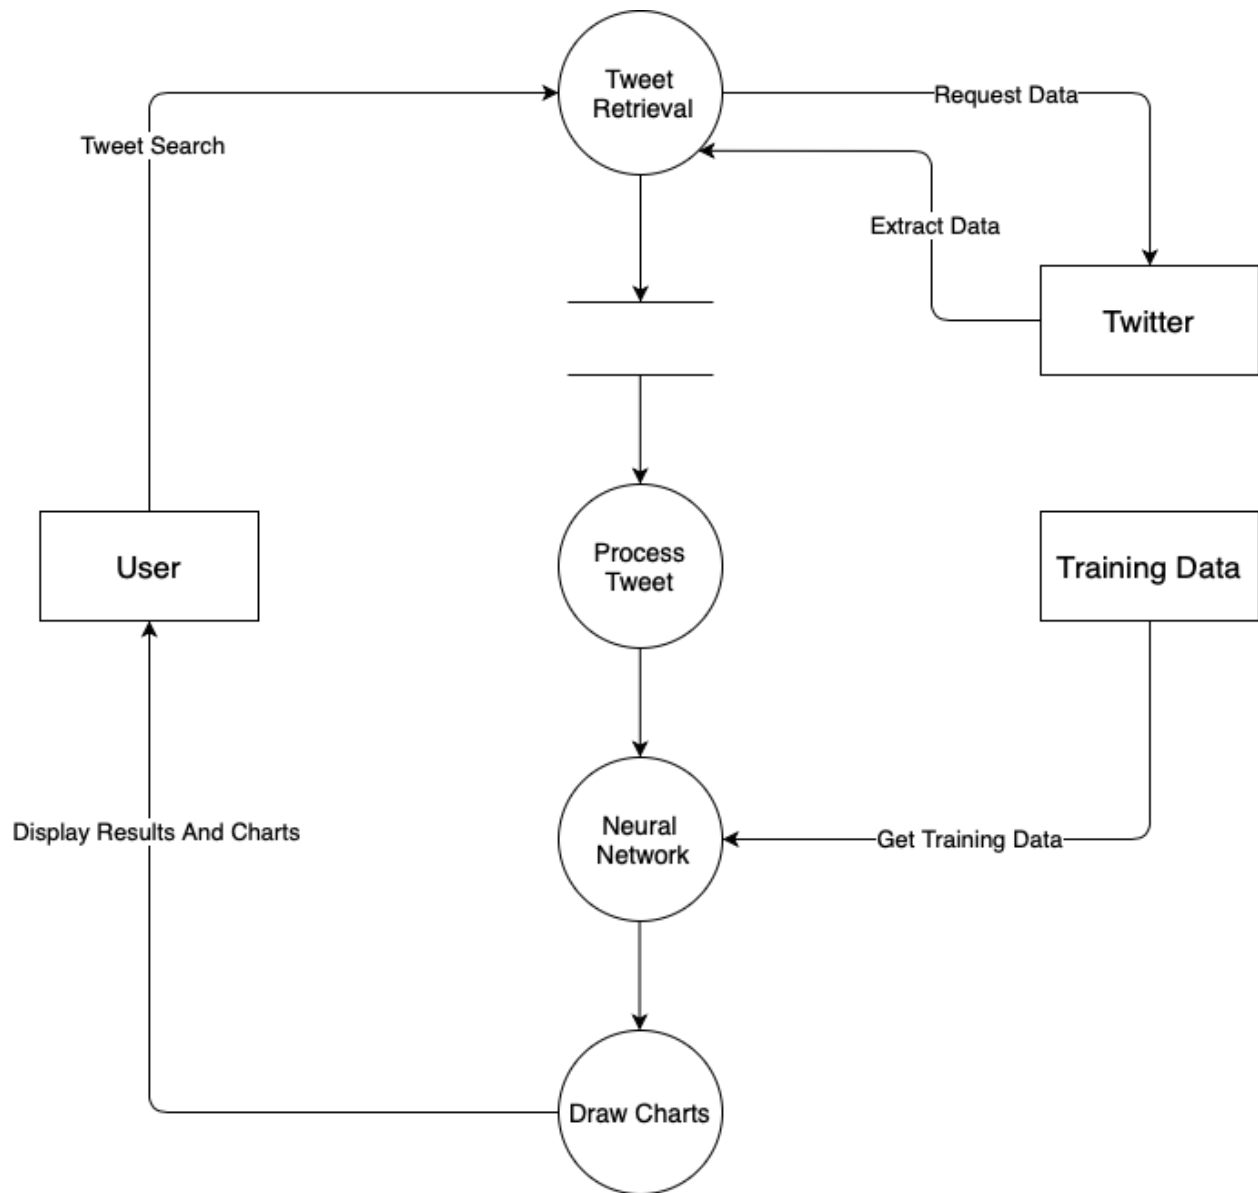 Tweet
Retrieval
Request Data
Tweet Search
Extract Data
Twitter
Process
Tweet
User
Training Data
Neural
Network
Display Results And Charts
Get Training Data
Draw Charts